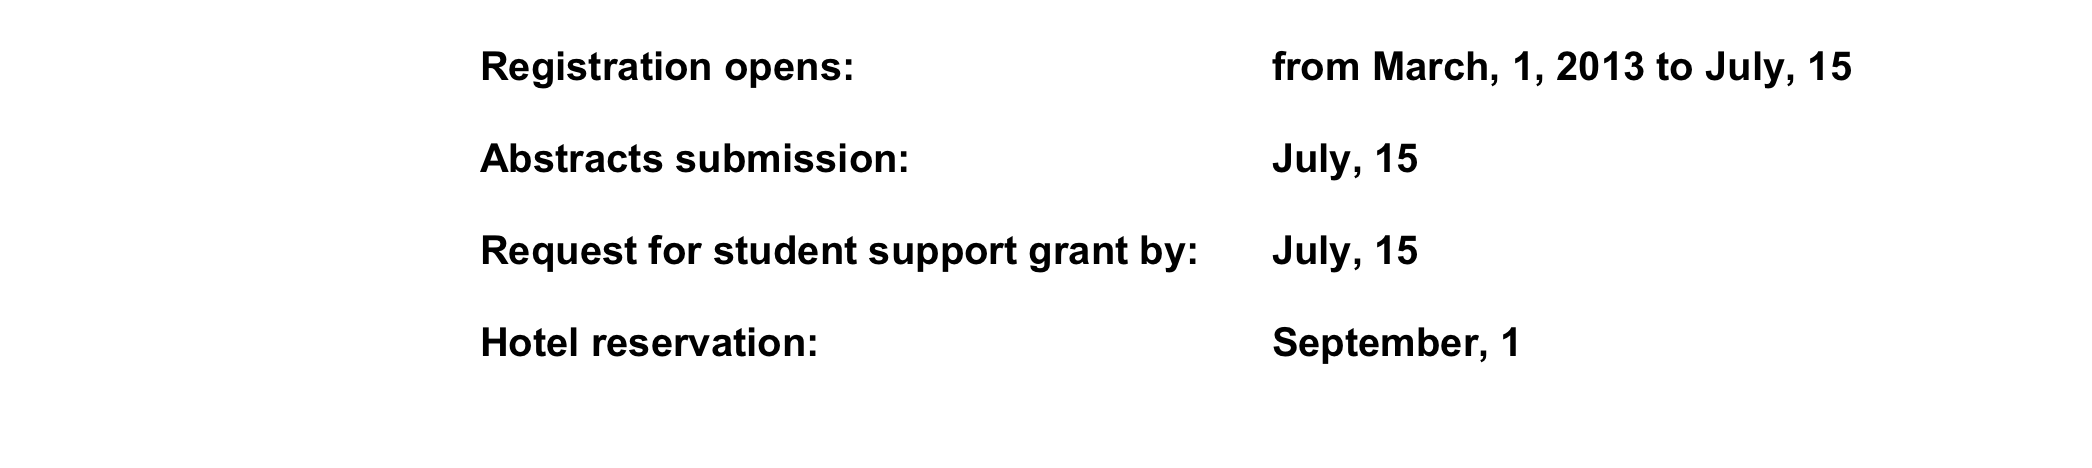 Registration opens: from March, 1, 2013 to July, 15
Abstracts submission: July, 15
Request for student support grant by: July, 15
Hotel reservation: September, 1